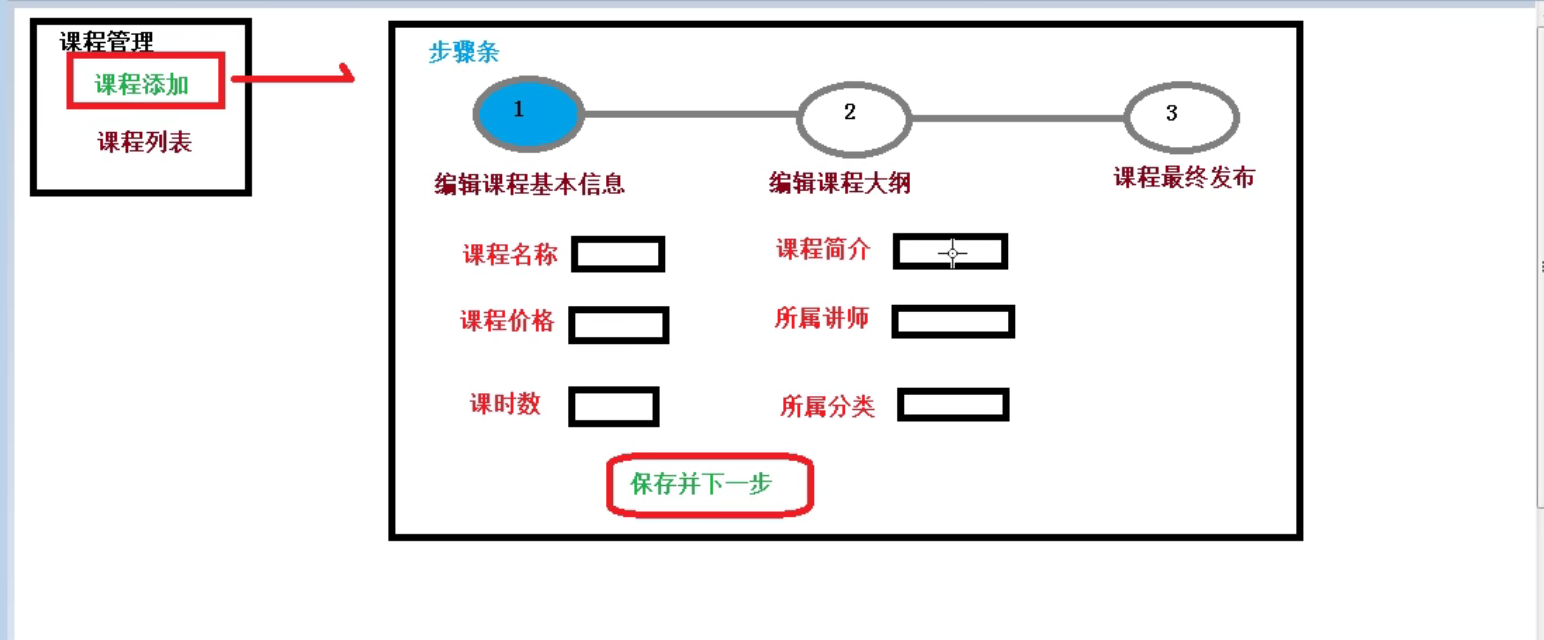 课程管理
课程添加
课程列表
步骤条
1
2
3
编辑课程基本信息
编辑课程大纲
课程最终发布
课程名称
课程简介
课程价格
所属讲师
课时数
所属分类
保存并下一步